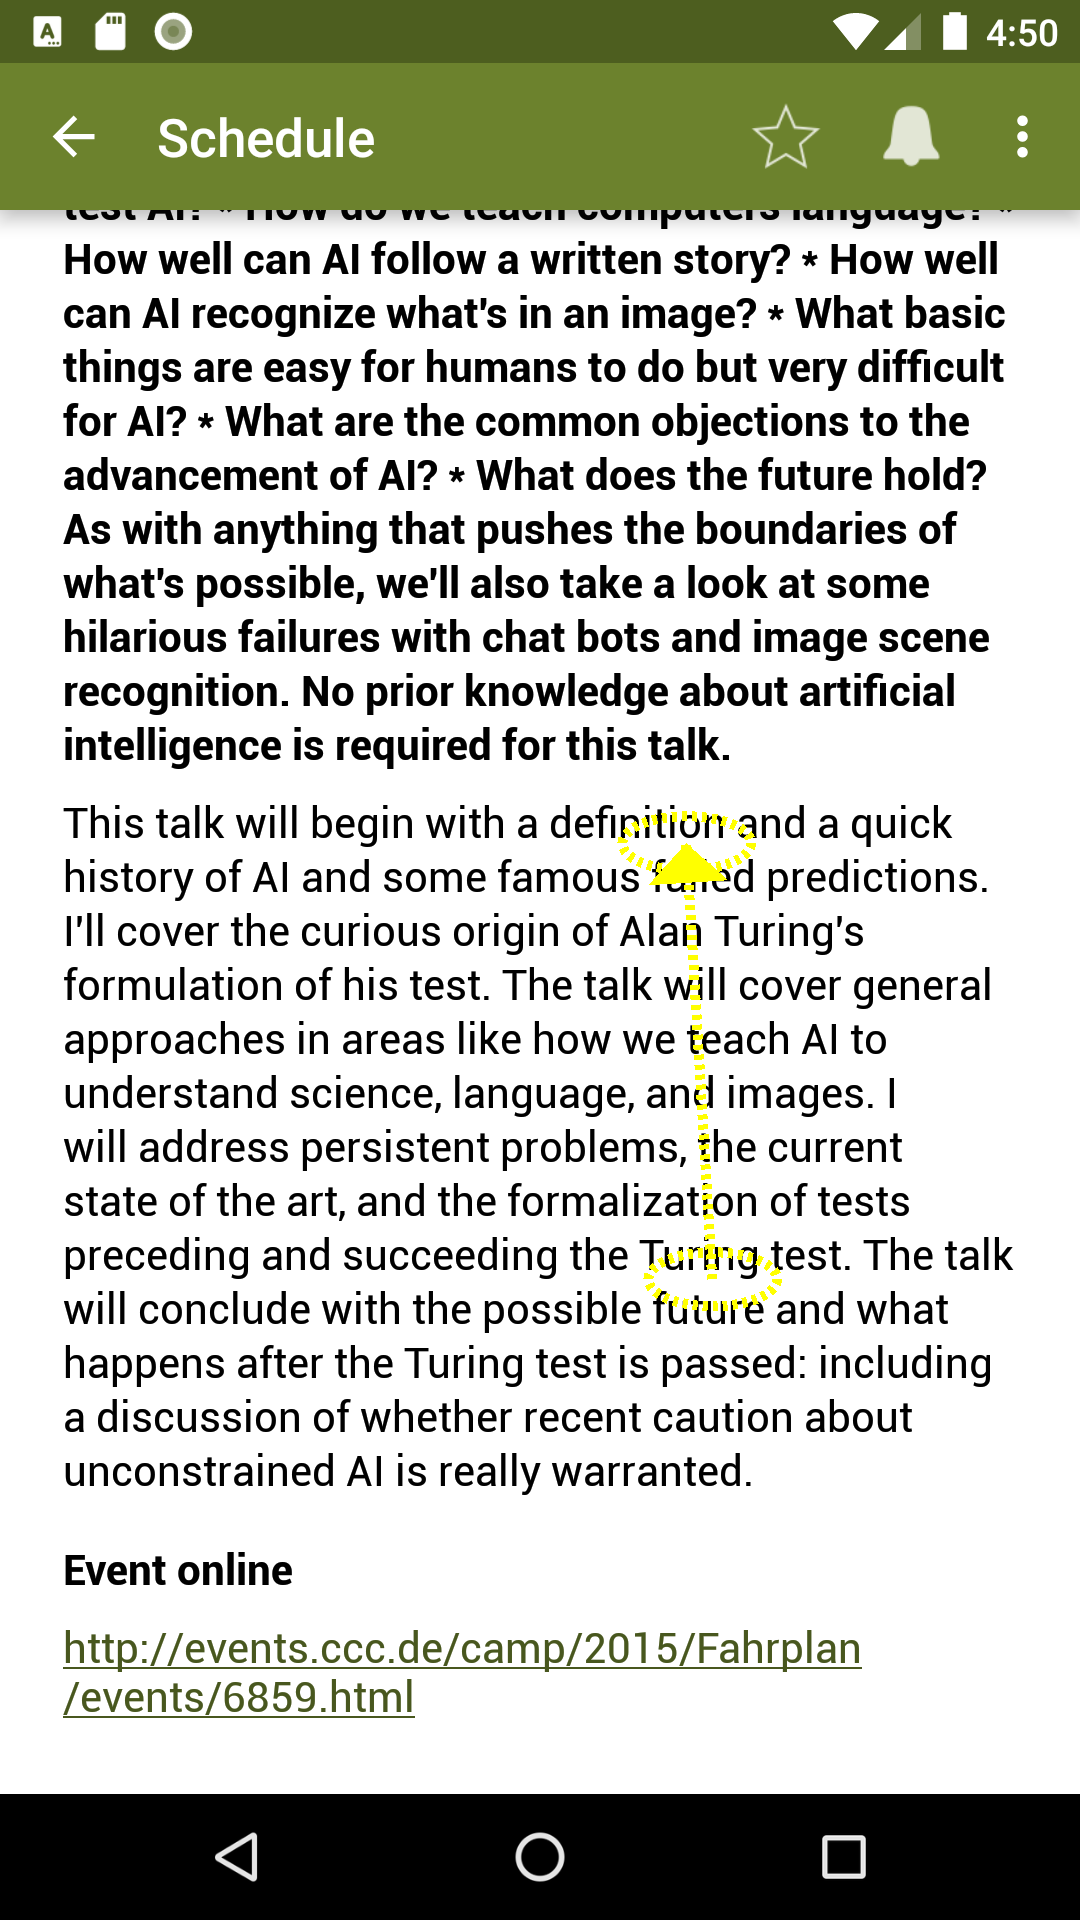 4:50
Schedule
test AI? * How do we teach computers language? *
How well can AI follow a written story? * How well
can AI recognize what's in an image? * What basic
things are easy for humans to do but very difficult
for AI? * What are the common objections to the
advancement of AI? * What does the future hold?
As with anything that pushes the boundaries of
what's possible, we'll also take a look at some
hilarious failures with chat bots and image scene
recognition. No prior knowledge about artificial
intelligence is required for this talk.
This talk will begin with a definition and a quick
history of AI and some famous failed predictions.
I'll cover the curious origin of Alan Turing's
formulation of his test. The talk will cover general
approaches in areas like how we teach AI to
understand science, language, and images. I
will address persistent problems, the current
state of the art, and the formalization of tests
preceding and succeeding the Turing test. The talk
will conclude with the possible future and what
happens after the Turing test is passed: including
a discussion of whether recent caution about
unconstrained AI is really warranted.
Event online
http://events.ccc.de/camp/2015/Fahrplan
/events/6859.html